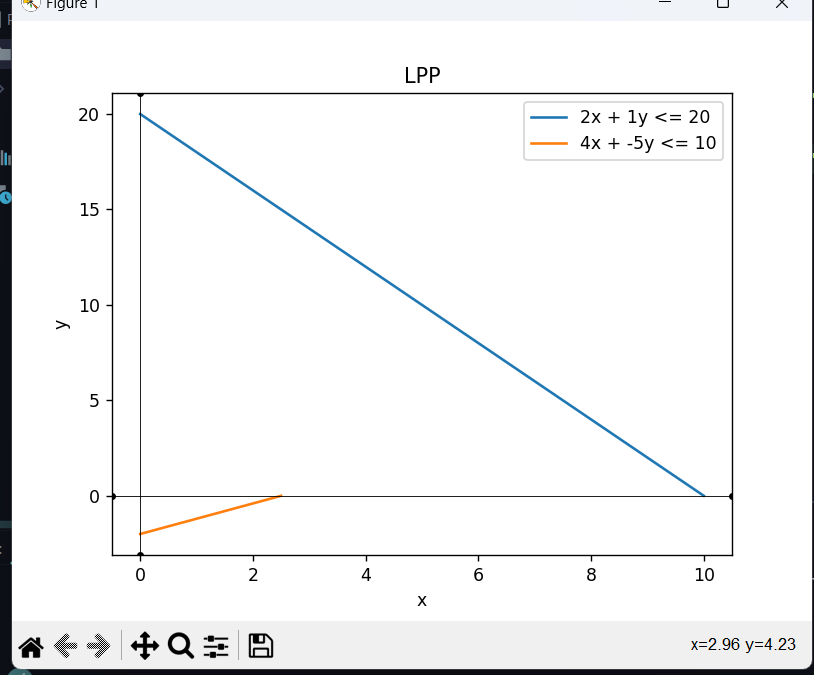 Figure 1
LPP
2x + 1y <= 20
4x + -5y <= 10
20
15
10
5
0
y
0 2 4 6 8 10
x
x=2.96 y=4.23